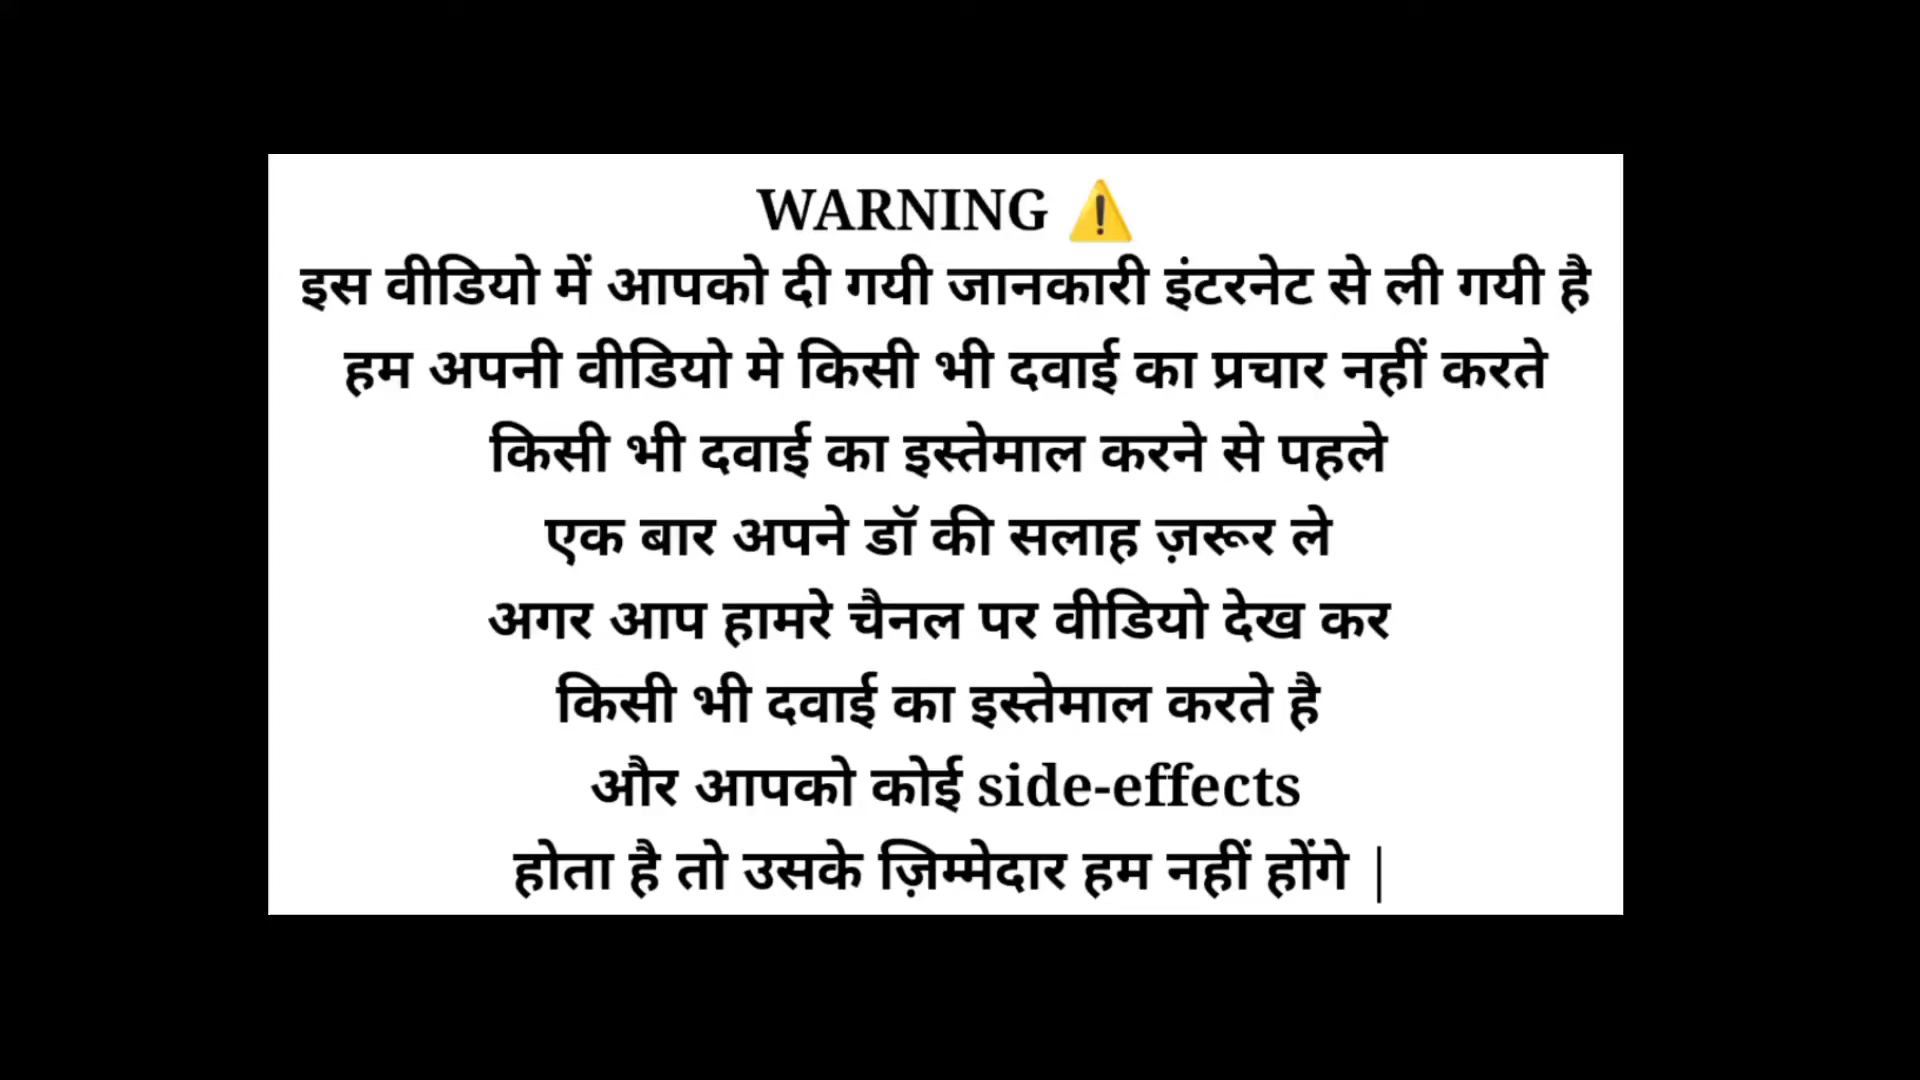 WARNING ⚠️
इस वीडियो में आपको दी गयी जानकारी इंटरनेट से ली गयी है
हम अपनी वीडियो मे किसी भी दवाई का प्रचार नहीं करते
किसी भी दवाई का इस्तेमाल करने से पहले
एक बार अपने डॉ की सलाह ज़रूर ले
अगर आप हामरे चैनल पर वीडियो देख कर
किसी भी दवाई का इस्तेमाल करते है
और आपको कोई side-effects
होता है तो उसके ज़िम्मेदार हम नहीं होंगे |